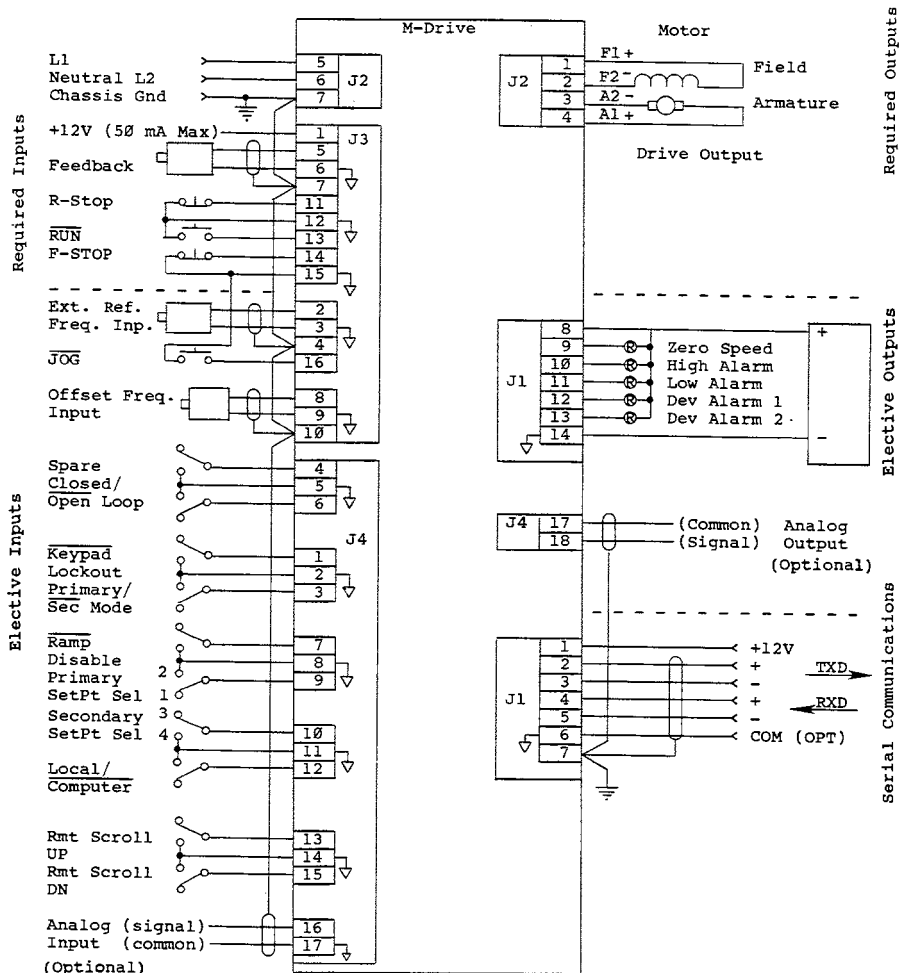 M-Drive
Required Inputs
L1
Neutral L2
Chassis Gnd
5
6
7
J2
+12V (50 mA Max)
Feedback
R-Stop
RUN
F-STOP
1
5
6
7
11
12
13
14
15
J3
Ext. Ref.
Freq. Inp.
JOG
2
3
4
16
Elective Inputs
Offset Freq.
Input
8
9
10
Spare
Closed/
Open Loop
4
5
6
J4
Keypad
Lockout
Primary/
Sec Mode
1
2
3
Ramp
Disable
Primary 2
SetPt Sel 1
7
8
9
Secondary 3
SetPt Sel 4
Local/
Computer
10
11
12
Rmt Scroll
UP
Rmt Scroll
DN
13
14
15
Analog (signal)
Input (common)
(Optional)
16
17
Motor
Required Outputs
J2
1
2
3
4
F1 +
F2 -
A2 -
A1 +
Field
Armature
Drive Output
Elective Outputs
J1
8
9
10
11
12
13
14
R
R
R
R
R
Zero Speed
High Alarm
Low Alarm
Dev Alarm 1
Dev Alarm 2
+
-
J4
17
18
(Common)
(Signal)
Analog
Output
(Optional)
Serial Communications
J1
1
2
3
4
5
6
7
+12V
+
-
+
-
COM (OPT)
TXD
RXD